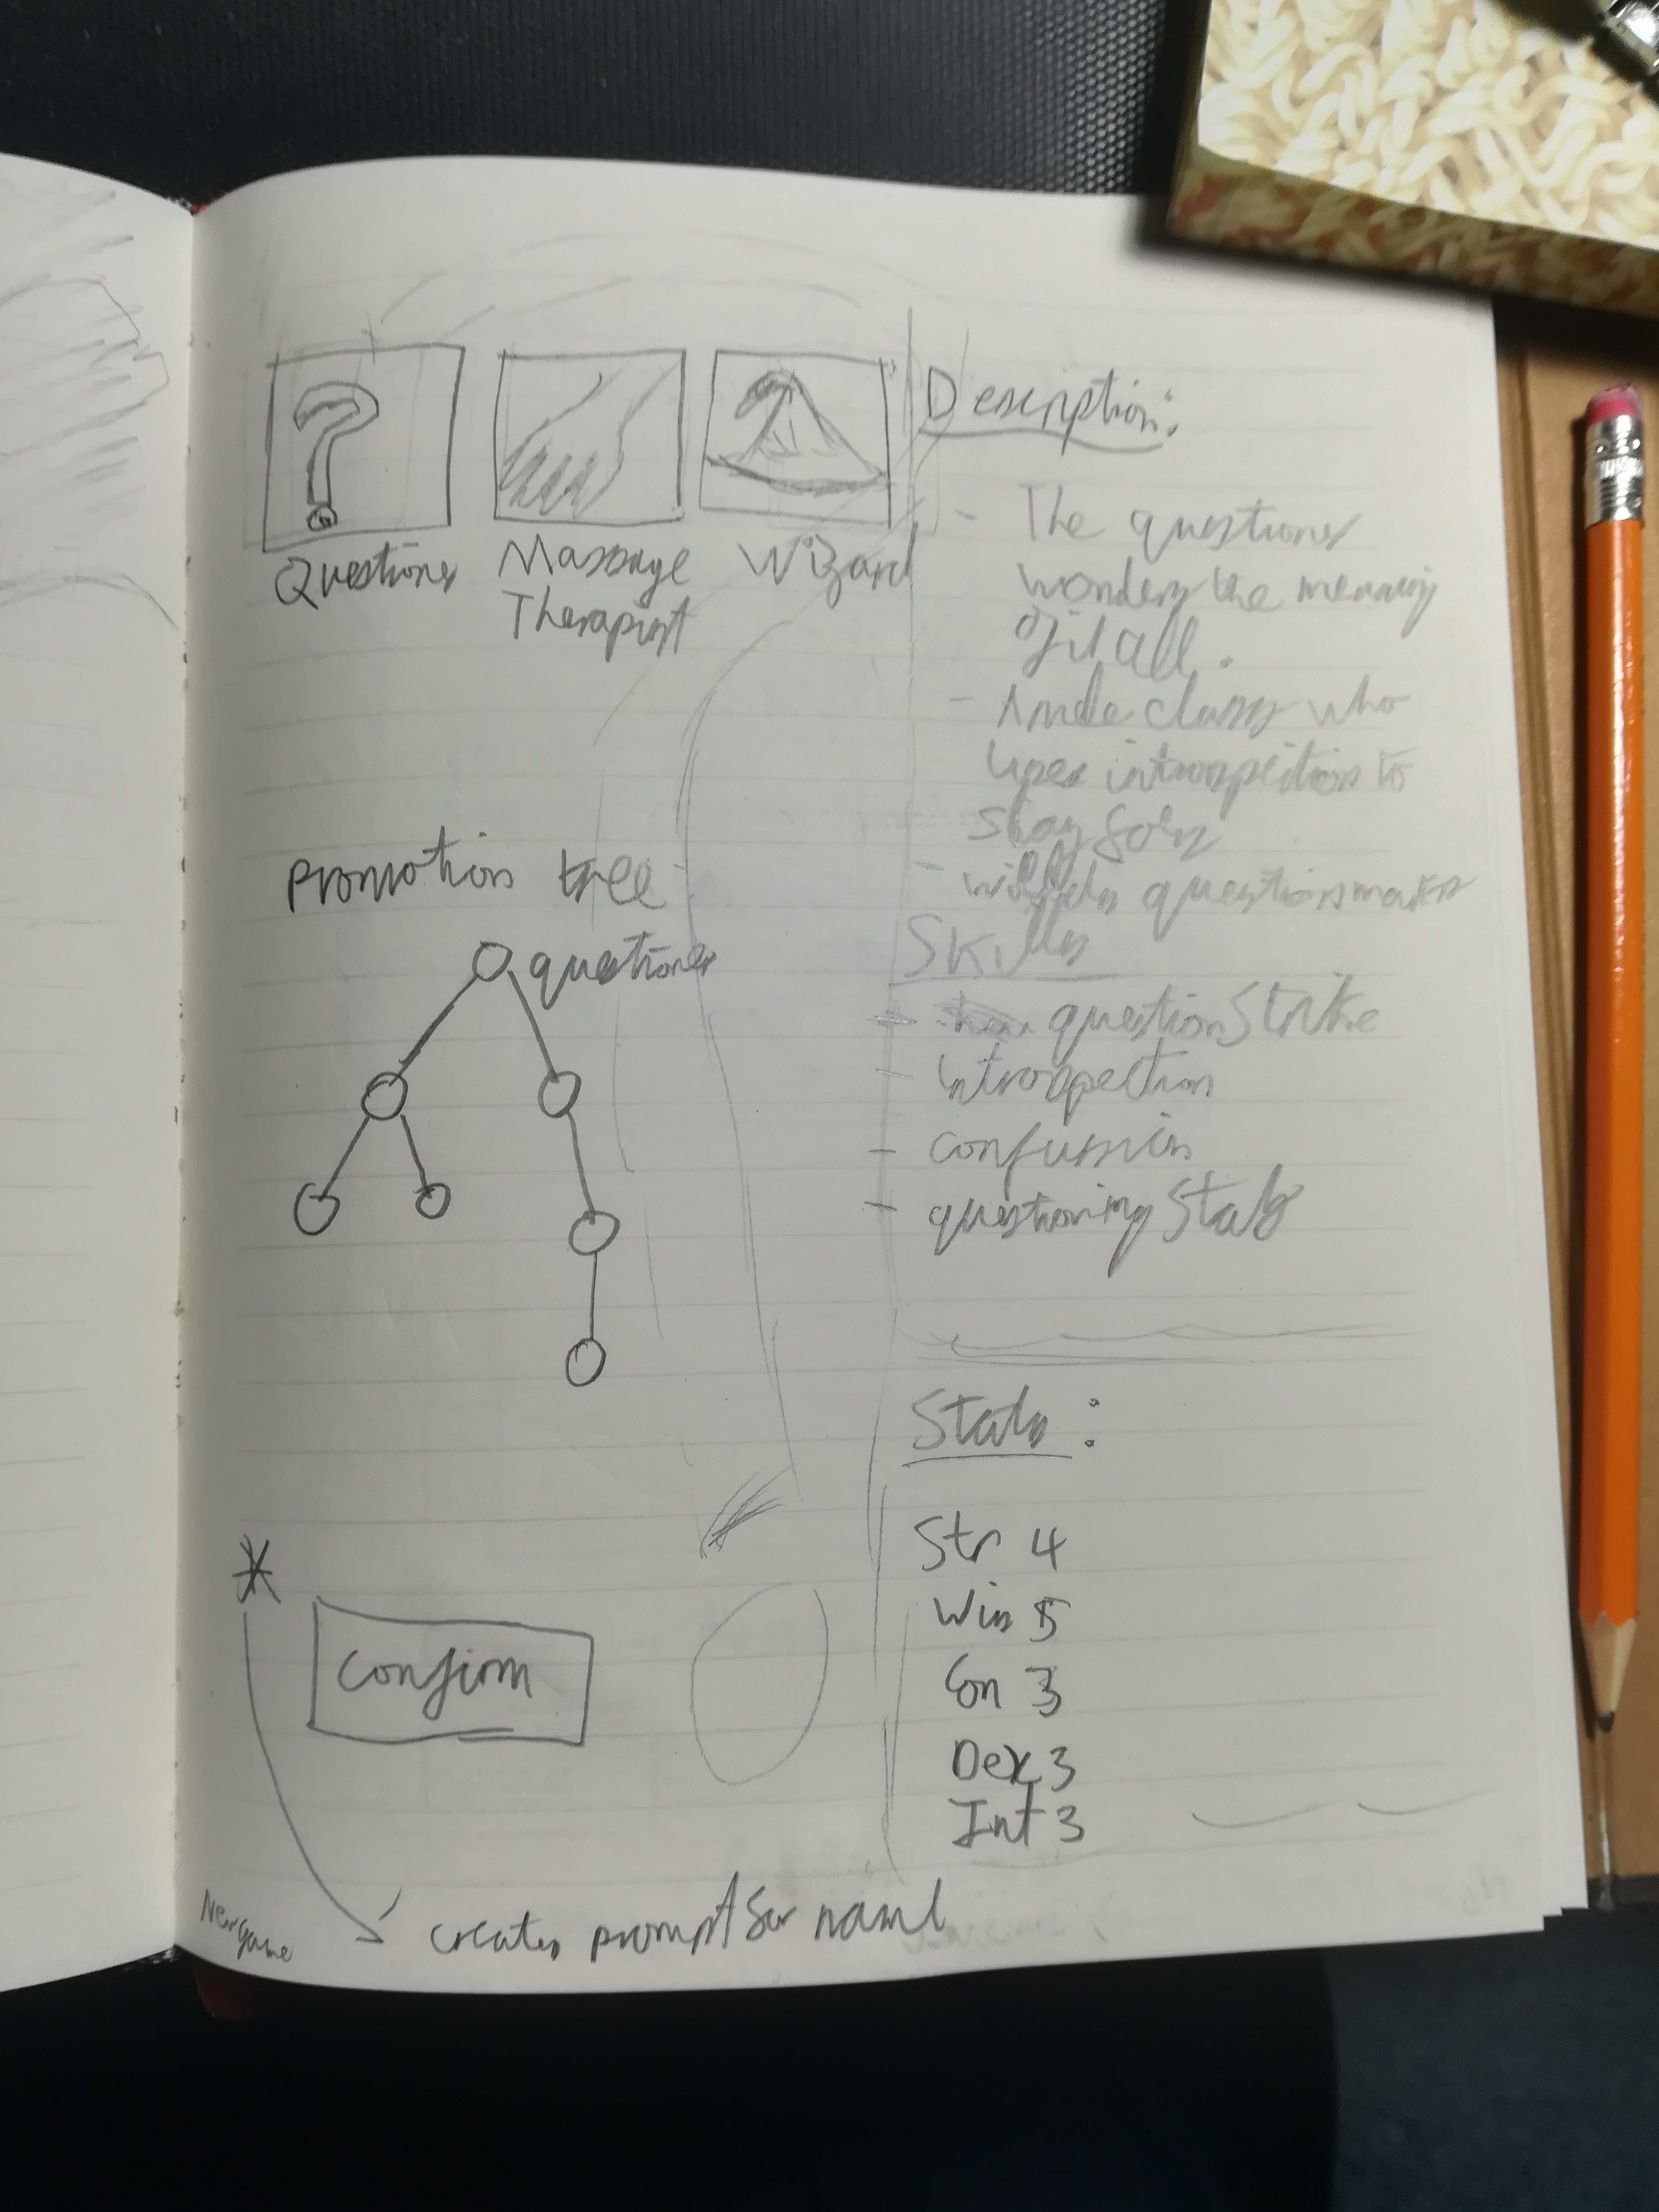 Questioner
Massage
Therapist
Wizard
Description:
- The questioner
wonders the meaning
of it all.
- A mele class who
uses introspection to
stay
- wields questionmarks
Skills
- question Strike
- introspection
- confussion
- questioning Stab
promotion tree
questioner
Stats:
Str 4
Wis 5
Con 3
Dex 3
Int 3
*
Confirm
New game
creates prompt for name